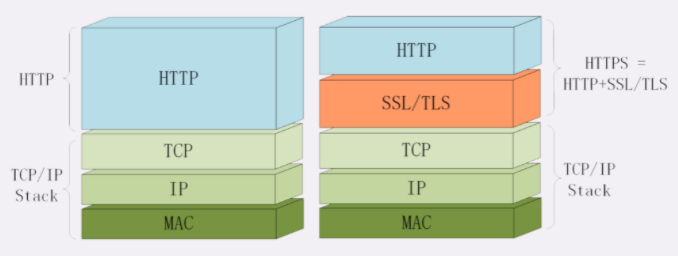 HTTP
HTTP
TCP/IP
Stack
TCP
IP
MAC
HTTP
SSL/TLS
TCP
IP
MAC
HTTPS =
HTTP+SSL/TLS
TCP/IP
Stack